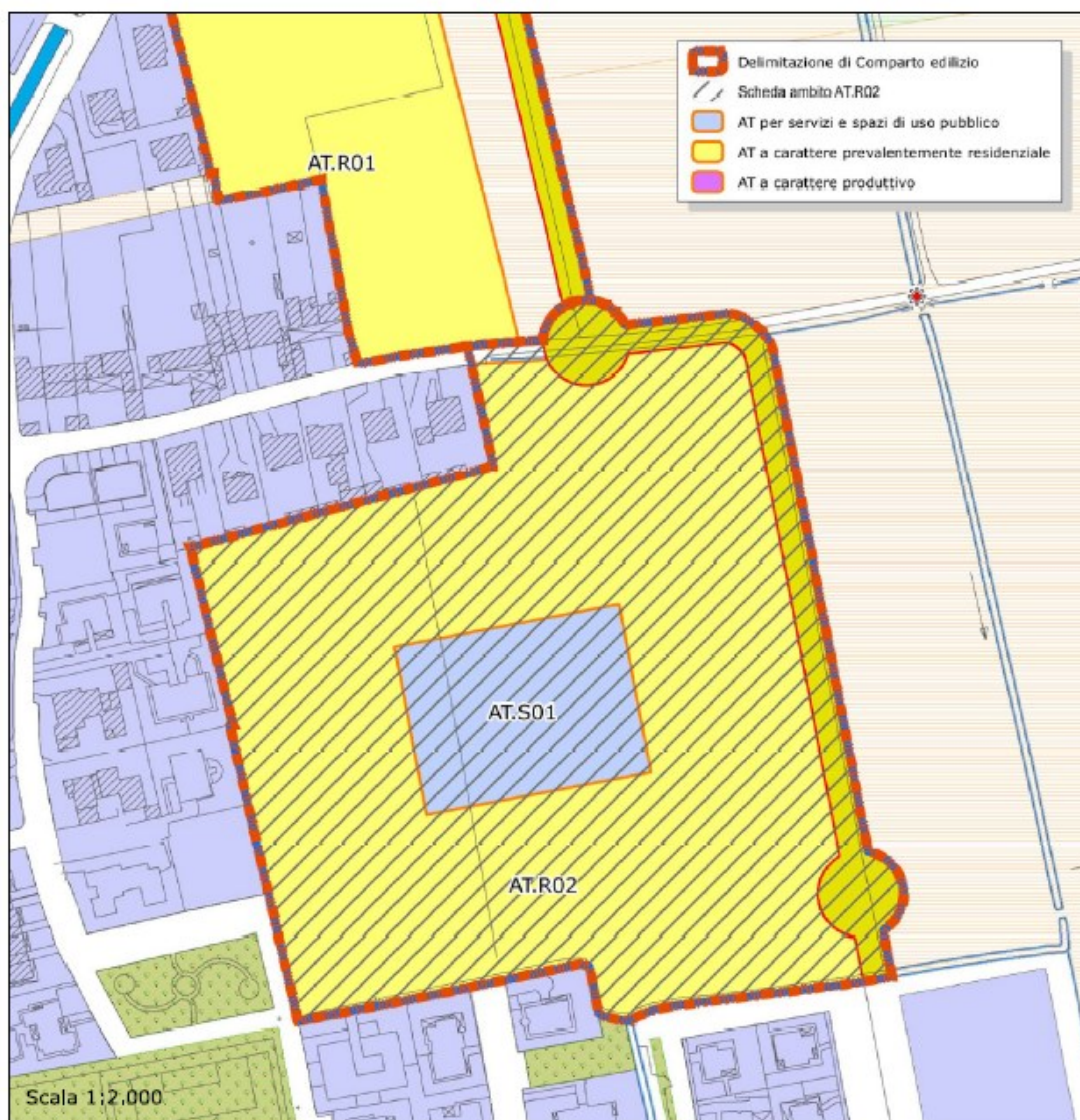 Delimitazione di Comparto edilizio
Scheda ambito AT.R02
AT per servizi e spazi di uso pubblico
AT a carattere prevalentemente residenziale
AT a carattere produttivo
AT.R01
AT.S01
AT.R02
Scala 1:2.000